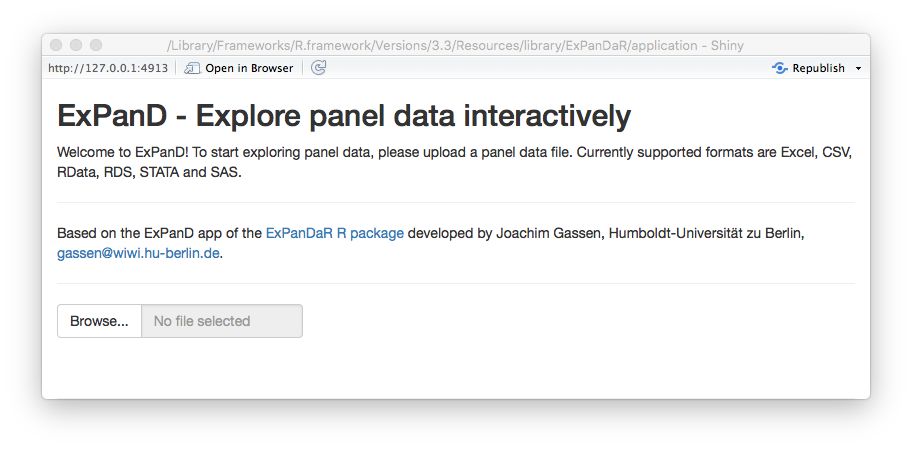 /Library/Frameworks/R.framework/Versions/3.3/Resources/library/ExPanDaR/application - Shiny
http://127.0.0.1:4913 Open in Browser Republish
ExPanD - Explore panel data interactively
Welcome to ExPanD! To start exploring panel data, please upload a panel data file. Currently supported formats are Excel, CSV,
RData, RDS, STATA and SAS.
Based on the ExPanD app of the ExPanDaR R package developed by Joachim Gassen, Humboldt-Universität zu Berlin,
gassen@wiwi.hu-berlin.de.
Browse... No file selected